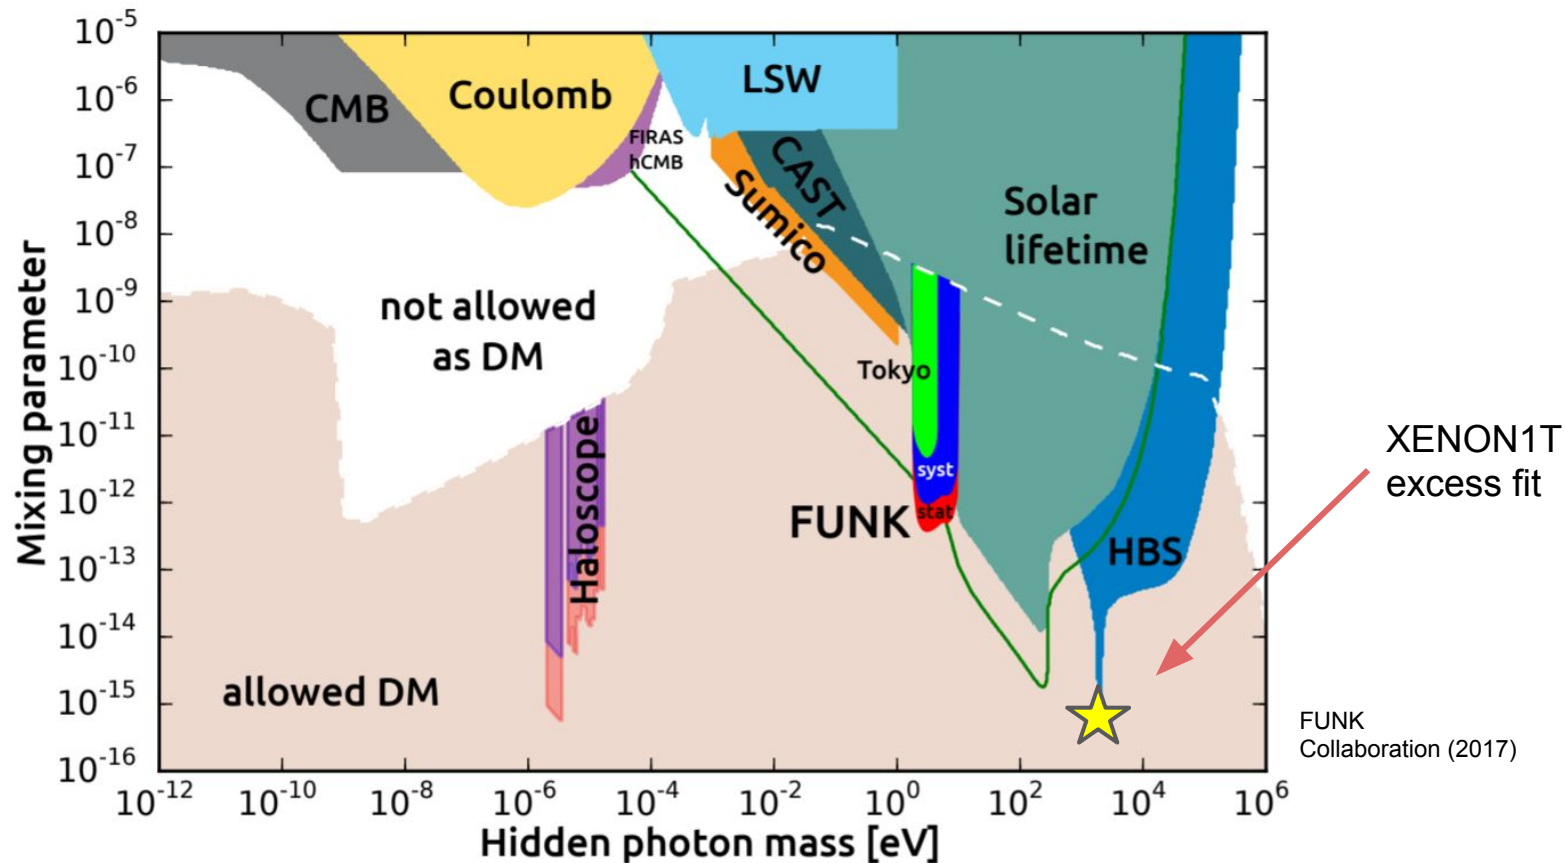 10^-5
10^-6
10^-7
10^-8
10^-9
10^-10
10^-11
10^-12
10^-13
10^-14
10^-15
10^-16
Mixing parameter
CMB
Coulomb
FIRAS
hCMB
LSW
CAST
Sumico
Solar
lifetime
not allowed
as DM
Tokyo
syst
stat
FUNK
Haloscope
HBS
allowed DM
XENON1T
excess fit
FUNK
Collaboration (2017)
10^-12
10^-10
10^-8
10^-6
10^-4
10^-2
10^0
10^2
10^4
10^6
Hidden photon mass [eV]